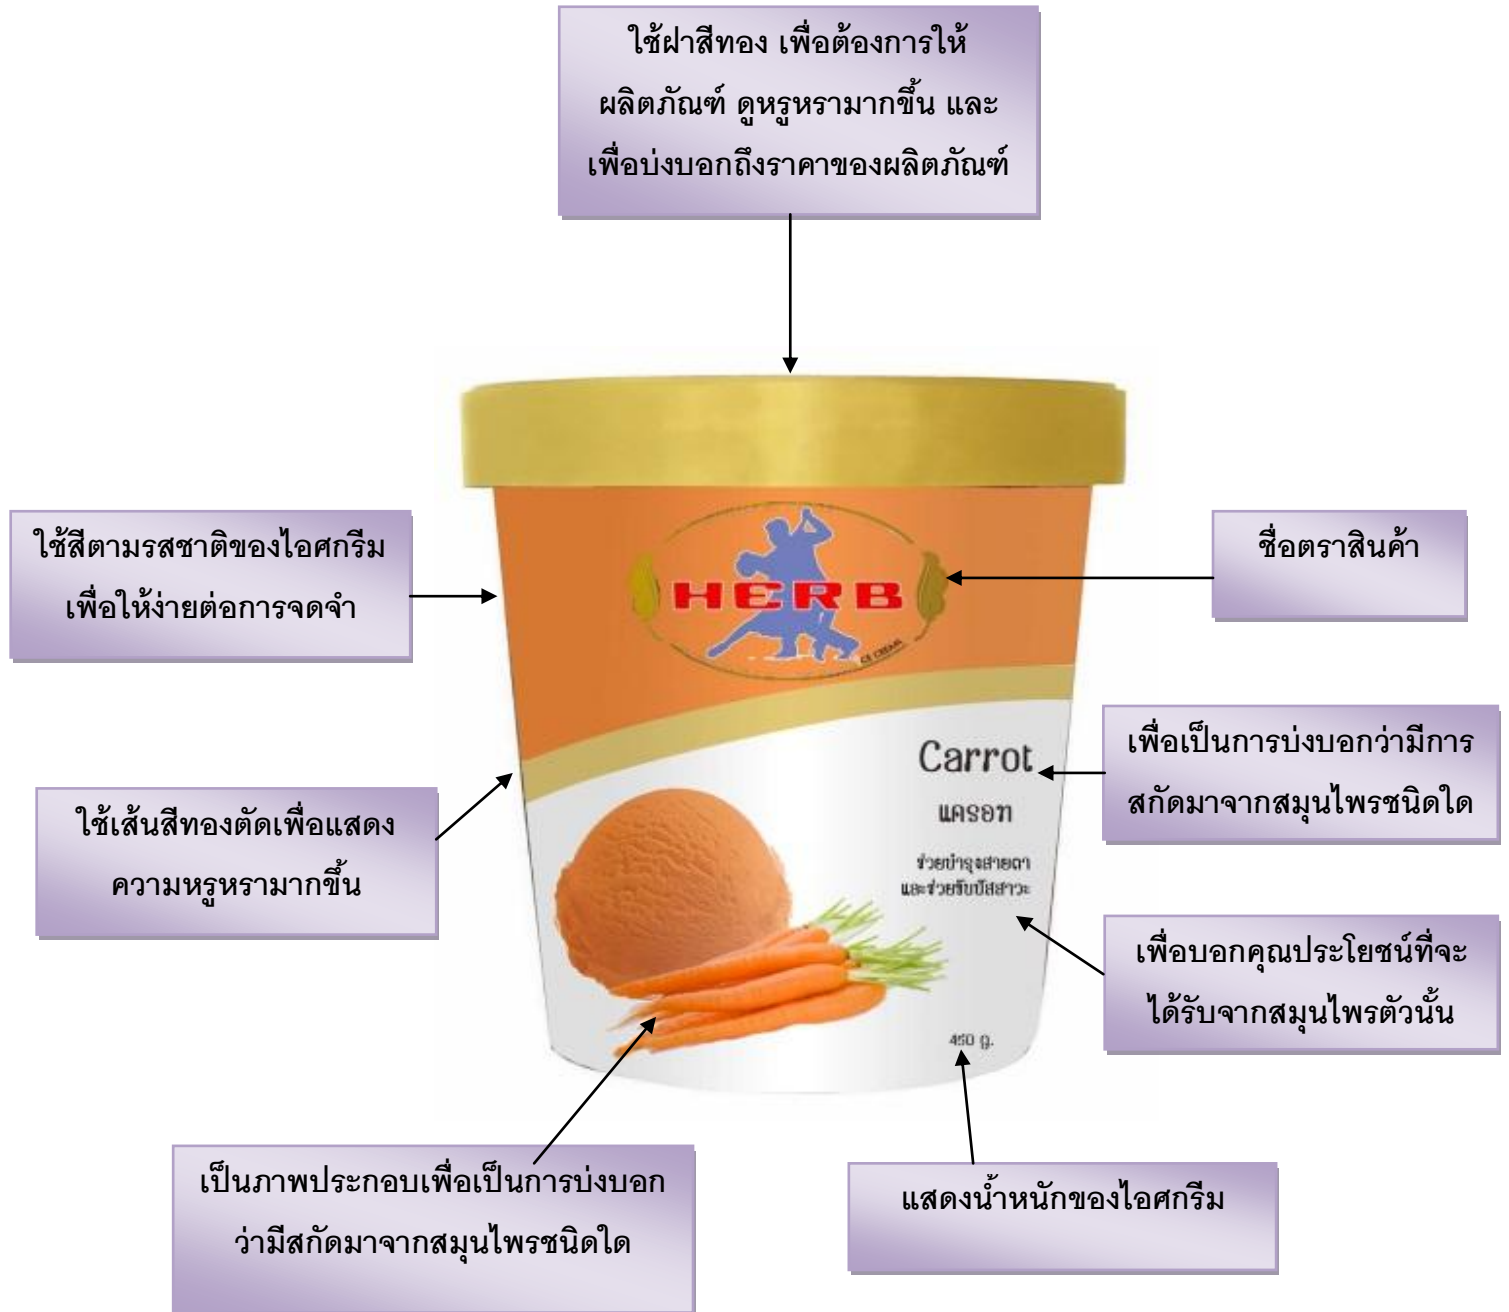 ใช้ฝาสีทอง เพื่อต้องการให้
ผลิตภัณฑ์ ดูหรูหรามากขึ้น และ
เพื่อบ่งบอกถึงราคาของผลิตภัณฑ์
ใช้สีตามรสชาติของไอศกรีม
เพื่อให้ง่ายต่อการจดจำ
HERB
ICE CREAM
ชื่อตราสินค้า
Carrot
แครอท
ช่วยบำรุงสายตา
และช่วยขับปัสสาวะ
450 g.
เพื่อเป็นการบ่งบอกว่ามีการ
สกัดมาจากสมุนไพรชนิดใด
ใช้เส้นสีทองตัดเพื่อแสดง
ความหรูหรามากขึ้น
เพื่อบอกคุณประโยชน์ที่จะ
ได้รับจากสมุนไพรตัวนั้น
เป็นภาพประกอบเพื่อเป็นการบ่งบอก
ว่ามีสกัดมาจากสมุนไพรชนิดใด
แสดงน้ำหนักของไอศกรีม